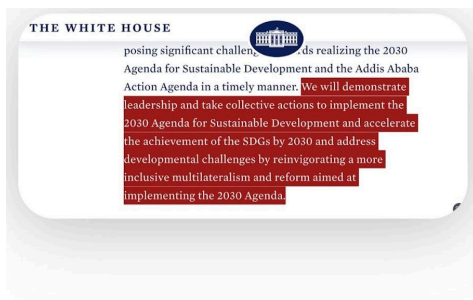 THE WHITE HOUSE
posing significant challen ds realizing the 2030
Agenda for Sustainable Development and the Addis Ababa
Action Agenda in a timely manner. We will demonstrate
leadership and take collective actions to implement the
2030 Agenda for Sustainable Development and accelerate
the achievement of the SDGs by 2030 and address
developmental challenges by reinvigorating a more
inclusive multilateralism and reform aimed at
implementing the 2030 Agenda.